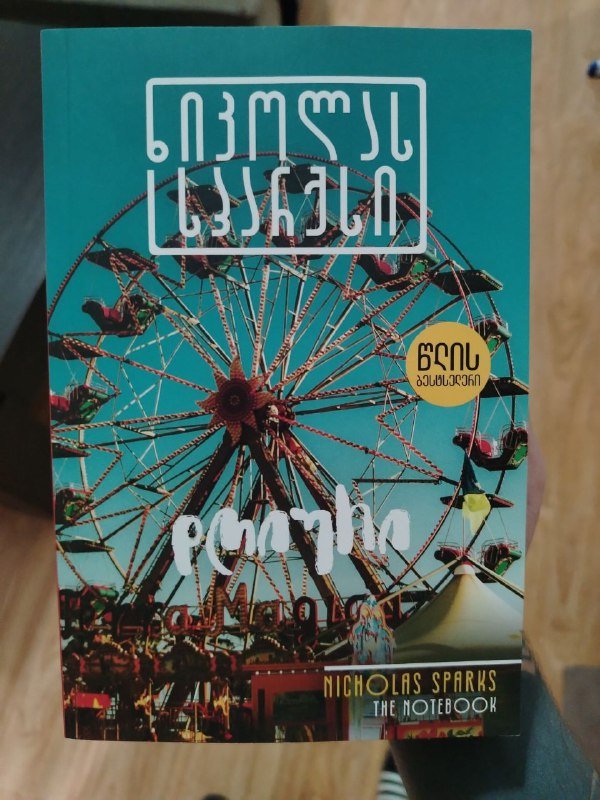 ნიკოლას
სპარქსი
წლის
ბესტსელერი
დღიური
NICHOLAS SPARKS
THE NOTEBOOK